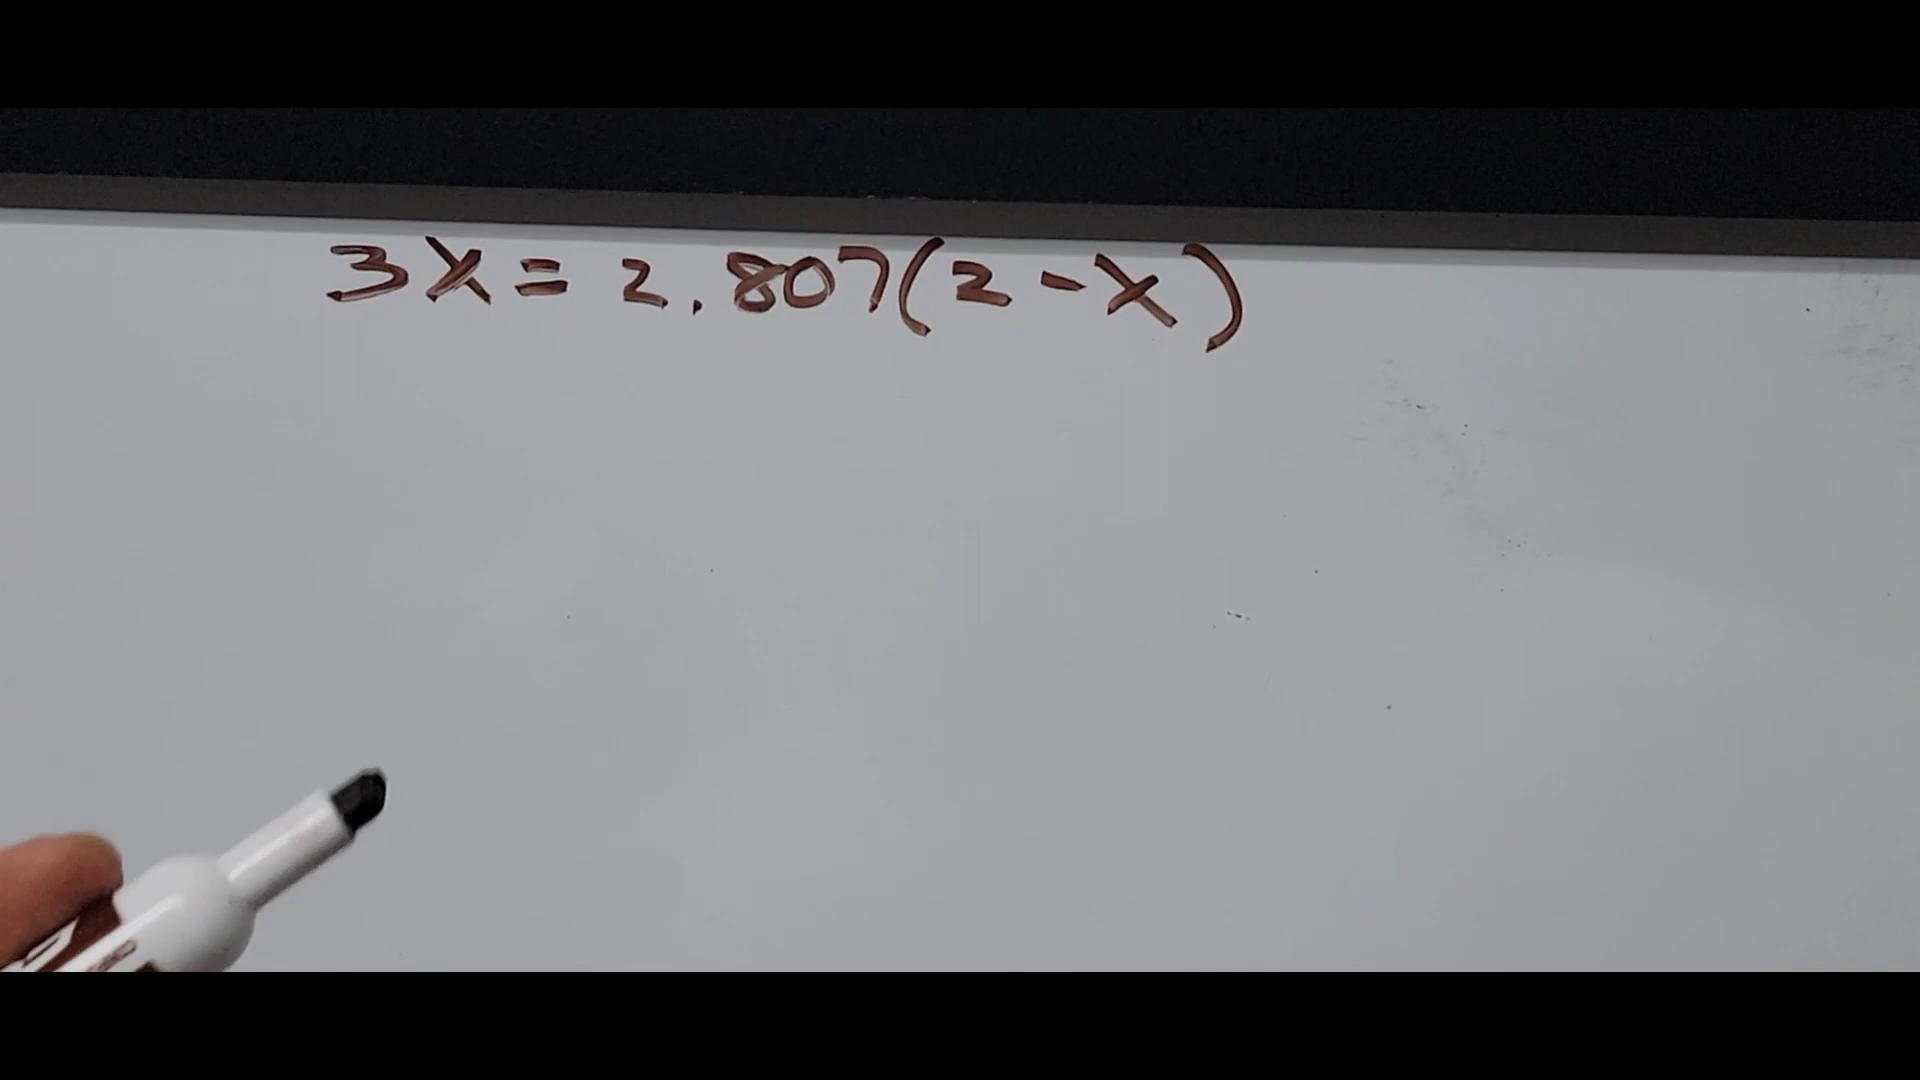 3x = 2.807(2-x)